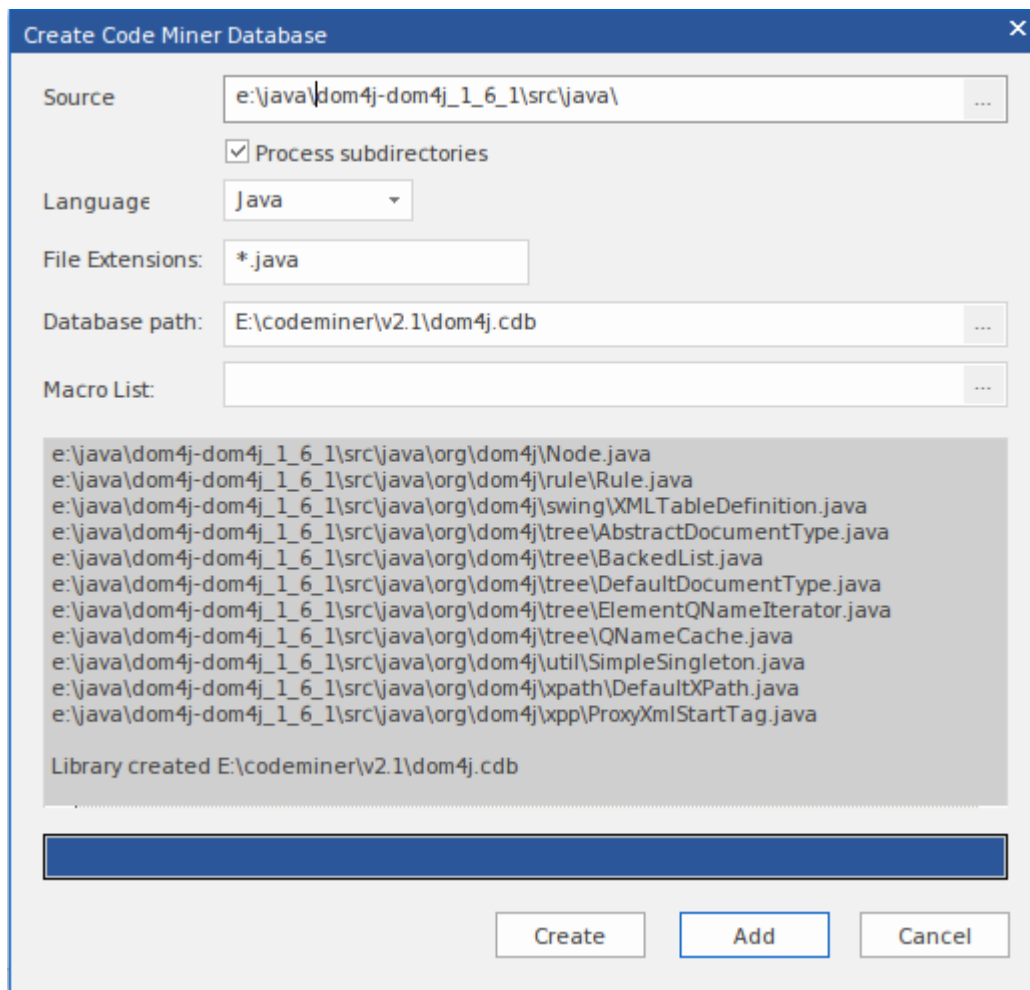 Create Code Miner Database
Source e:\java\dom4j-dom4j_1_6_1\src\java\ ...
Process subdirectories
Language Java
File Extensions: *.java
Database path: E:\codeminer\v2.1\dom4j.cdb ...
Macro List: ...
e:\java\dom4j-dom4j_1_6_1\src\java\org\dom4j\Node.java
e:\java\dom4j-dom4j_1_6_1\src\java\org\dom4j\rule\Rule.java
e:\java\dom4j-dom4j_1_6_1\src\java\org\dom4j\swing\XMLTableDefinition.java
e:\java\dom4j-dom4j_1_6_1\src\java\org\dom4j\tree\AbstractDocumentType.java
e:\java\dom4j-dom4j_1_6_1\src\java\org\dom4j\tree\BackedList.java
e:\java\dom4j-dom4j_1_6_1\src\java\org\dom4j\tree\DefaultDocumentType.java
e:\java\dom4j-dom4j_1_6_1\src\java\org\dom4j\tree\ElementQNameIterator.java
e:\java\dom4j-dom4j_1_6_1\src\java\org\dom4j\tree\QNameCache.java
e:\java\dom4j-dom4j_1_6_1\src\java\org\dom4j\util\SimpleSingleton.java
e:\java\dom4j-dom4j_1_6_1\src\java\org\dom4j\xpath\DefaultXPath.java
e:\java\dom4j-dom4j_1_6_1\src\java\org\dom4j\xpp\ProxyXmlStartTag.java
Library created E:\codeminer\v2.1\dom4j.cdb
Create Add Cancel